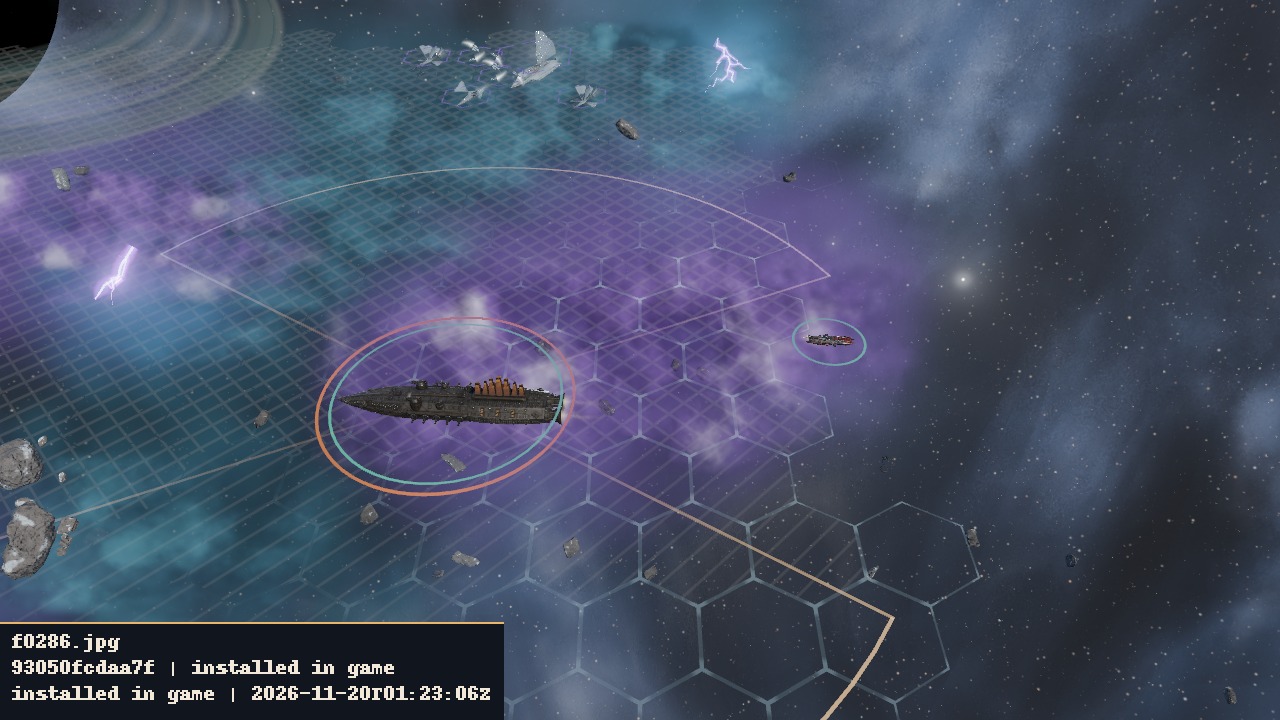 f0286.jpg
93050fcdaa7f | installed in game
installed in game | 2026-11-20T01:23:06Z